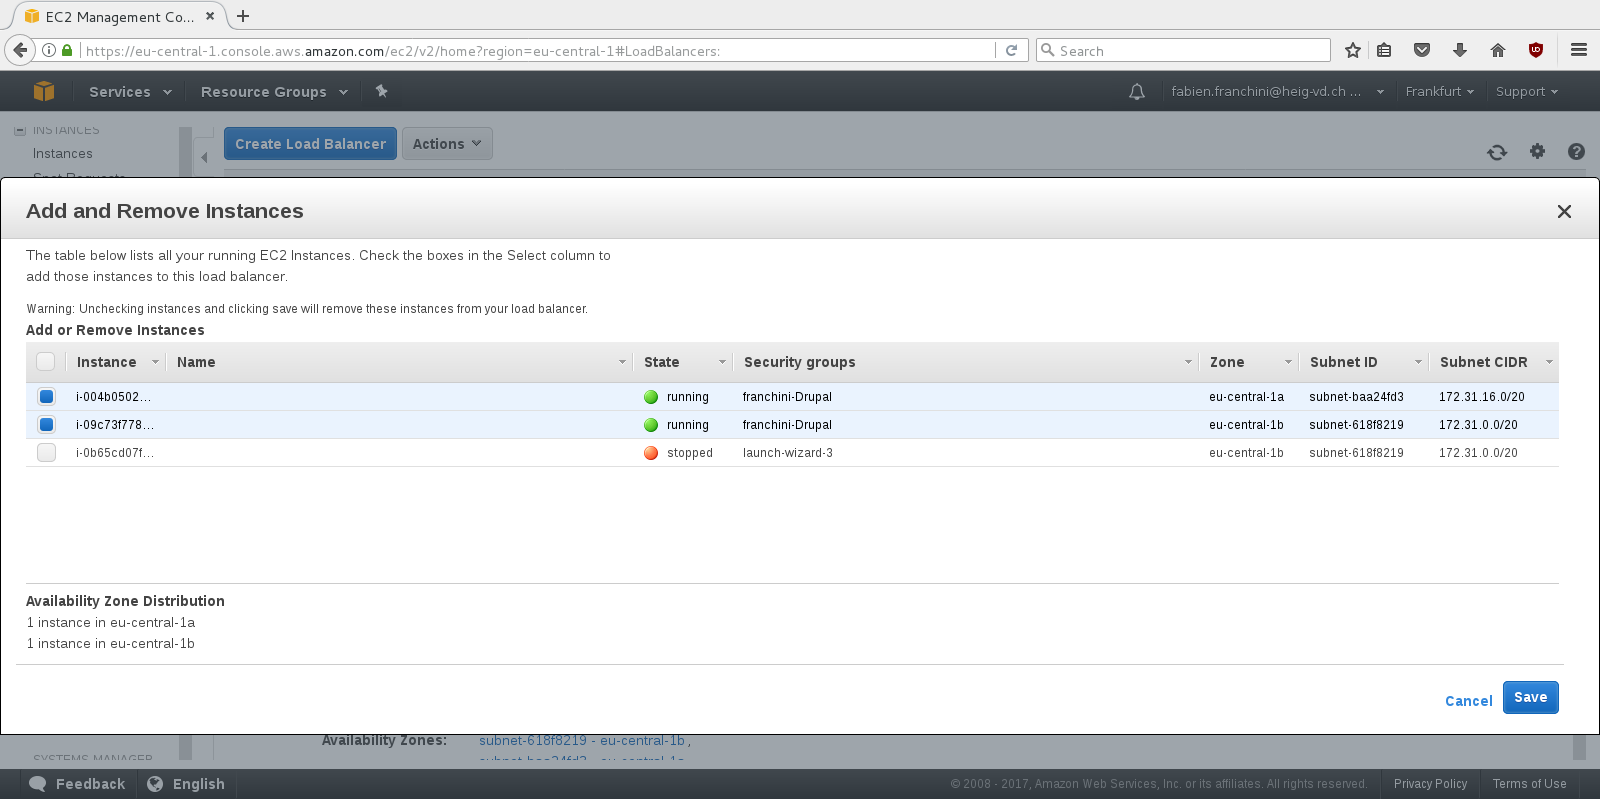 EC2 Management Co...
https://eu-central-1.console.aws.amazon.com/ec2/v2/home?region=eu-central-1#LoadBalancers:
Search
Services
Resource Groups
fabien.franchini@heig-vd.ch ...
Frankfurt
Support
INSTANCES
Instances
Spot Requests
Create Load Balancer
Actions
Add and Remove Instances
The table below lists all your running EC2 Instances. Check the boxes in the Select column to
add those instances to this load balancer.
Warning: Unchecking instances and clicking save will remove these instances from your load balancer.
Add or Remove Instances
Instance Name State Security groups Zone Subnet ID Subnet CIDR
i-004b0502... running franchini-Drupal eu-central-1a subnet-baa24fd3 172.31.16.0/20
i-09c73f778... running franchini-Drupal eu-central-1b subnet-618f8219 172.31.0.0/20
i-0b65cd07f... stopped launch-wizard-3 eu-central-1b subnet-618f8219 172.31.0.0/20
Availability Zone Distribution
1 instance in eu-central-1a
1 instance in eu-central-1b
Cancel
Save
Availability Zones: subnet-618f8219 - eu-central-1b,
subnet-baa24fd3 - eu-central-1a
SYSTEMS MANAGER
Feedback
English
© 2008 - 2017, Amazon Web Services, Inc. or its affiliates. All rights reserved.
Privacy Policy
Terms of Use